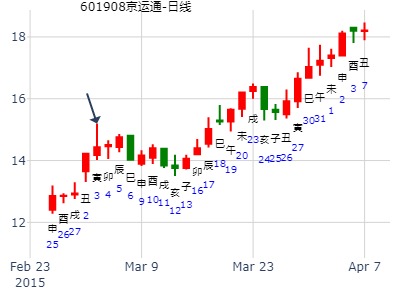 601908京运通-日线
18
16
14
12
申 酉 戌 丑 寅 卯 辰 巳 申 酉 戌 亥 子 卯 辰 巳 午 未 戌 亥 子 丑 寅 巳 午 未 申 酉 丑
25 26 27 2 3 4 5 6 9 10 11 12 13 16 17 18 19 20 23 24 25 26 27 30 31 1 2 3 7
Feb 23 Mar 9 Mar 23 Apr 7
2015